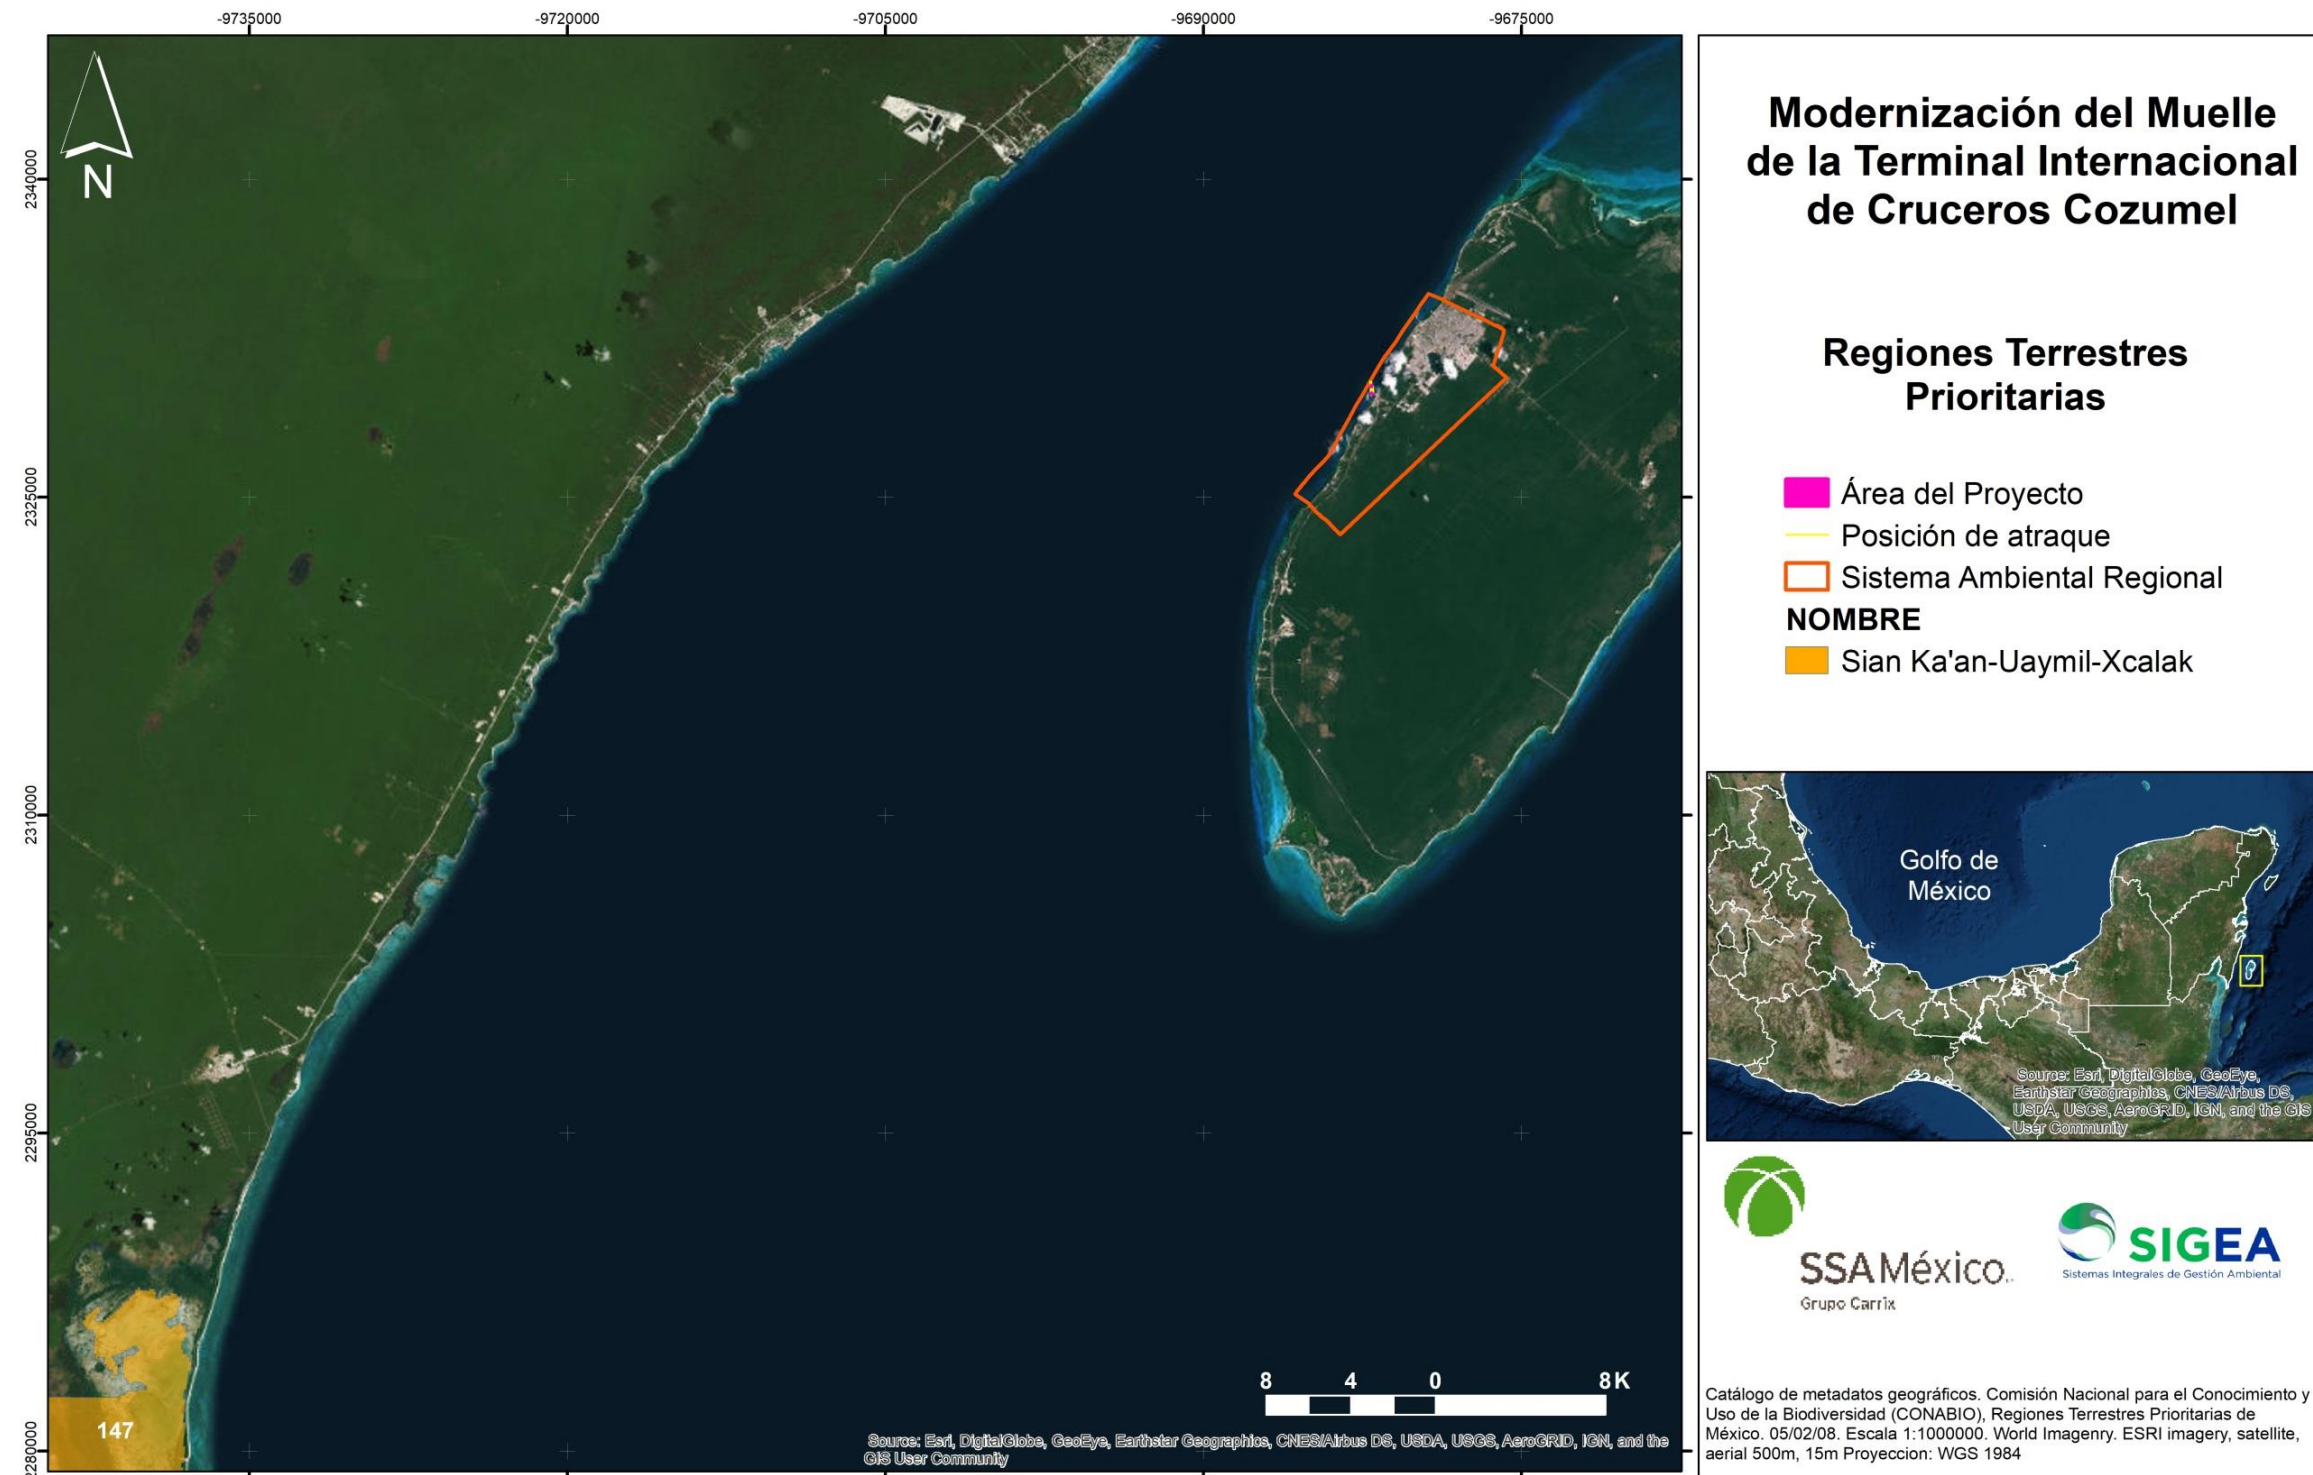 -9735000 -9720000 -9705000 -9690000 -9675000
2340000
2325000
2310000
2295000
2280000
N
147
8 4 0 8 K
Source: Esri, DigitalGlobe, GeoEye, Earthstar Geographics, CNES/Airbus DS, USDA, USGS, AeroGRID, IGN, and the
GIS User Community
Modernización del Muelle
de la Terminal Internacional
de Cruceros Cozumel
Regiones Terrestres
Prioritarias
Área del Proyecto
Posición de atraque
Sistema Ambiental Regional
NOMBRE
Sian Ka'an-Uaymil-Xcalak
Golfo de
México
Source: Esri, DigitalGlobe, GeoEye,
Earthstar Geographics, CNES/Airbus DS,
USDA, USGS, AeroGRID, IGN, and the GIS
User Community
SSA México
Grupo Carrix
SIGEA
Sistemas Integrales de Gestión Ambiental
Catálogo de metadatos geográficos. Comisión Nacional para el Conocimiento y
Uso de la Biodiversidad (CONABIO), Regiones Terrestres Prioritarias de
México. 05/02/08. Escala 1:1000000. World Imagenry. ESRI imagery, satellite,
aerial 500m, 15m Proyeccion: WGS 1984